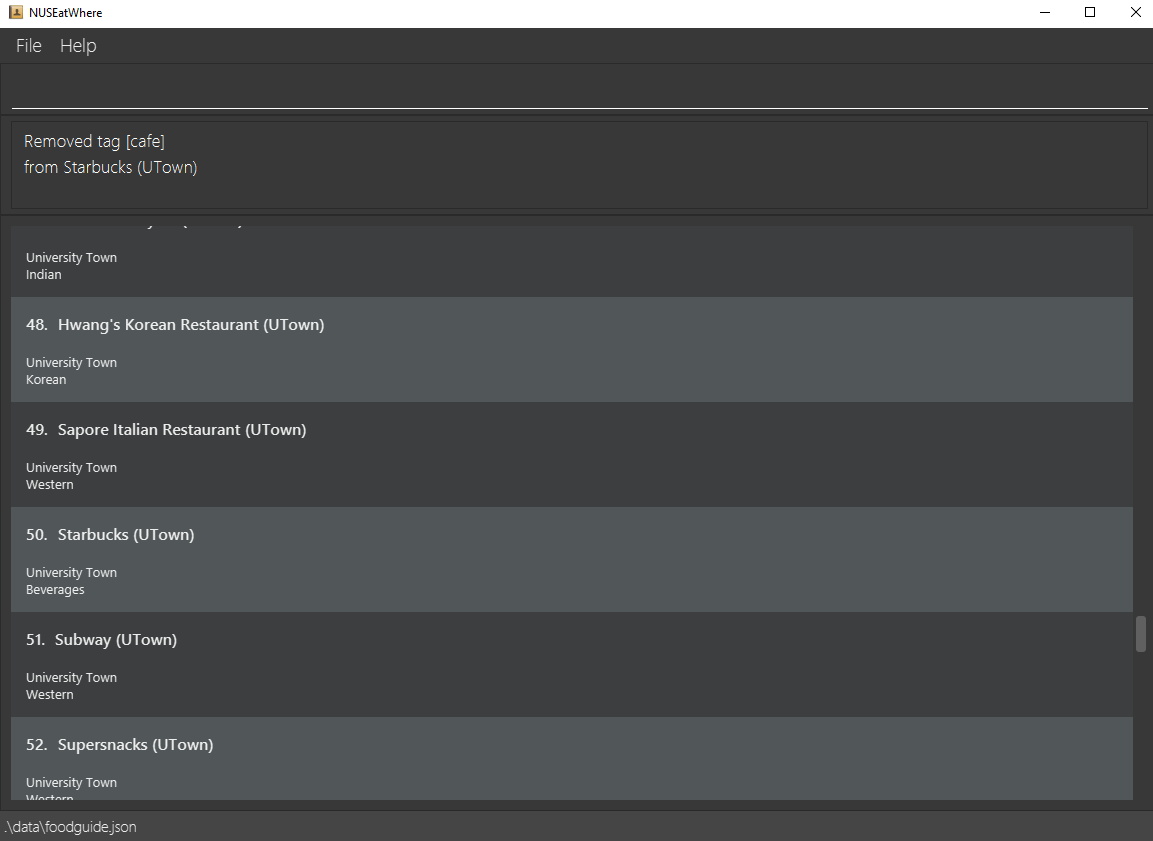 NUSEatWhere
File Help
Removed tag [cafe]
from Starbucks (UTown)
University Town
Indian
48. Hwang's Korean Restaurant (UTown)
University Town
Korean
49. Sapore Italian Restaurant (UTown)
University Town
Western
50. Starbucks (UTown)
University Town
Beverages
51. Subway (UTown)
University Town
Western
52. Supersnacks (UTown)
University Town
Western
.\data\foodguide.json